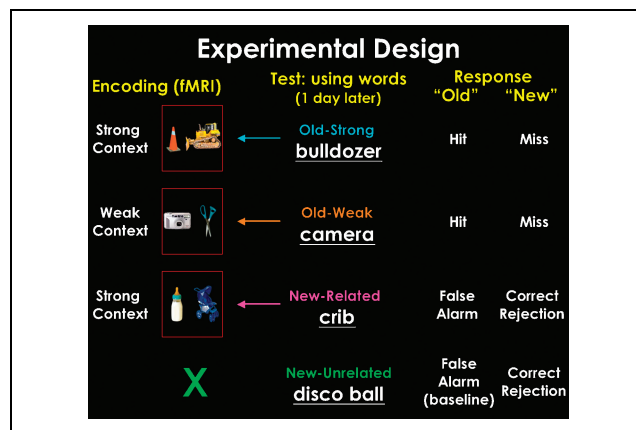 Experimental Design
Encoding (fMRI)
Test: using words
(1 day later)
Response
“Old” “New”
Strong
Context
Old-Strong
bulldozer
Hit
Miss
Weak
Context
Old-Weak
camera
Hit
Miss
Strong
Context
New-Related
crib
False
Alarm
Correct
Rejection
X
New-Unrelated
disco ball
False
Alarm
(baseline)
Correct
Rejection